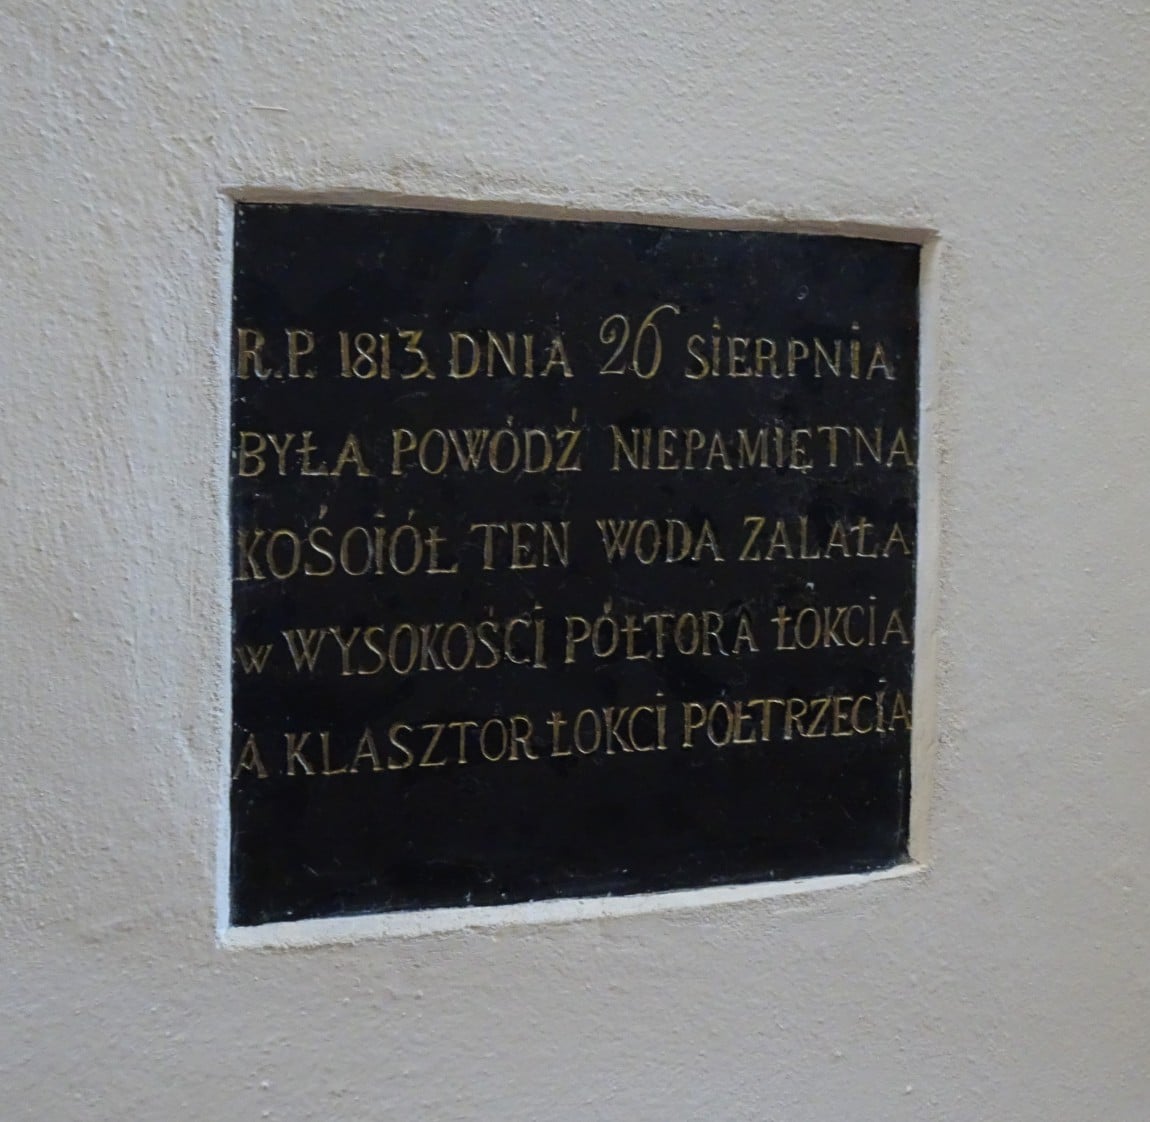 R.P. 1813. DNIA 26 SIERPNIA
BYŁA POWÓDŹ NIEPAMIĘTNA
KOŚCIÓŁ TEN WODA ZALAŁA
w WYSOKOŚCI PÓŁTORA ŁOKCIA
A KLASZTOR ŁOKCI PÓŁTRZECIA